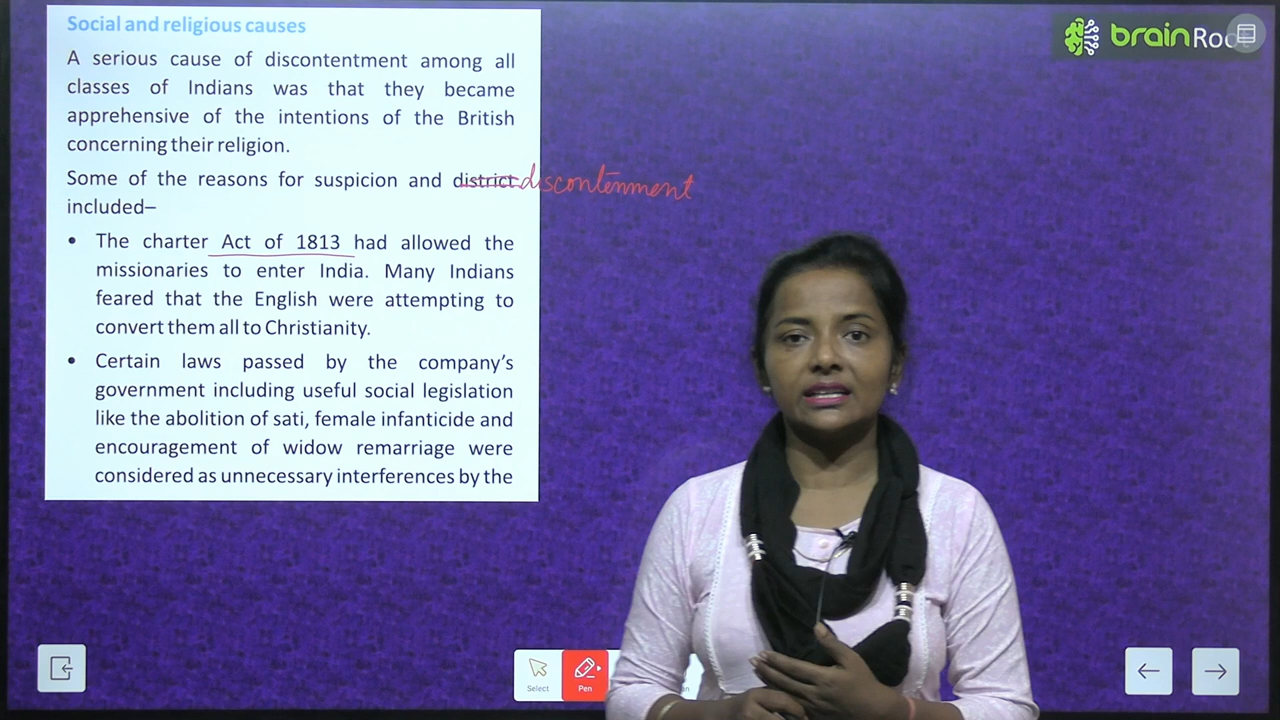 Social and religious causes
A serious cause of discontentment among all
classes of Indians was that they became
apprehensive of the intentions of the British
concerning their religion.
Some of the reasons for suspicion and district discontenment
included–
• The charter Act of 1813 had allowed the
missionaries to enter India. Many Indians
feared that the English were attempting to
convert them all to Christianity.
• Certain laws passed by the company's
government including useful social legislation
like the abolition of sati, female infanticide and
encouragement of widow remarriage were
considered as unnecessary interferences by the
brain
Select
Pen